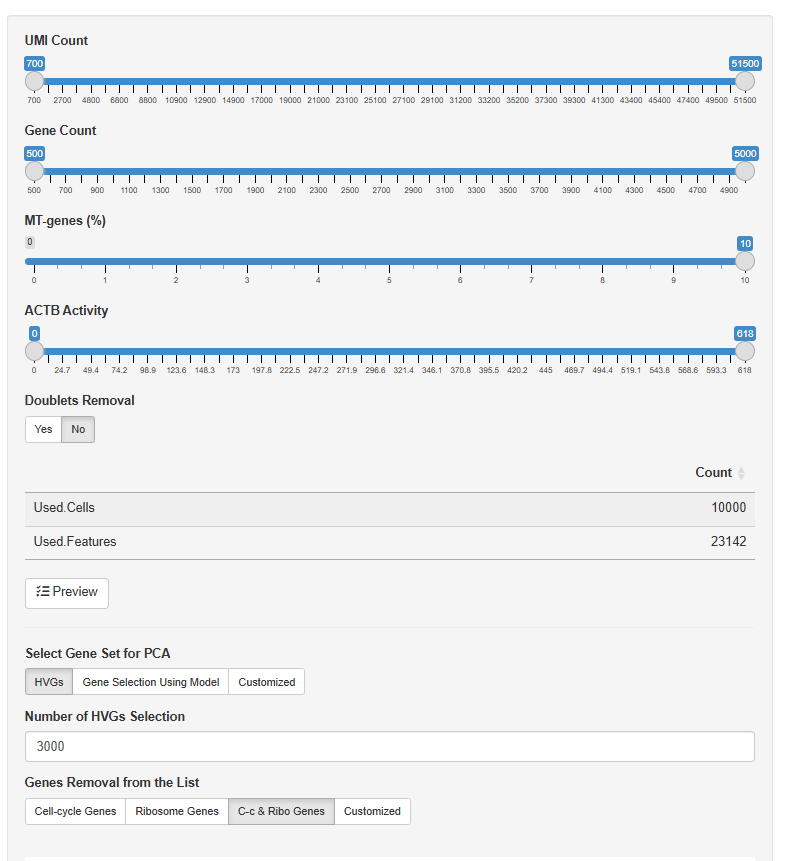 UMI Count
700 51500
700 2700 4800 6800 8800 10900 12900 14900 17000 19000 21000 23100 25100 27100 29100 31200 33200 35200 37300 39300 41300 43400 45400 47400 49500 51500
Gene Count
500 5000
500 700 900 1100 1300 1500 1700 1900 2100 2300 2500 2700 2900 3100 3300 3500 3700 3900 4100 4300 4500 4700 4900
MT-genes (%)
0 10
0 1 2 3 4 5 6 7 8 9 10
ACTB Activity
0 618
0 24.7 49.4 74.2 98.9 123.6 148.3 173 197.8 222.5 247.2 271.9 296.6 321.4 346.1 370.8 395.5 420.2 445 469.7 494.4 519.1 543.8 568.6 593.3 618
Doublets Removal
Yes No
Count
Used.Cells 10000
Used.Features 23142
Preview
Select Gene Set for PCA
HVGs Gene Selection Using Model Customized
Number of HVGs Selection
3000
Genes Removal from the List
Cell-cycle Genes Ribosome Genes C-c & Ribo Genes Customized